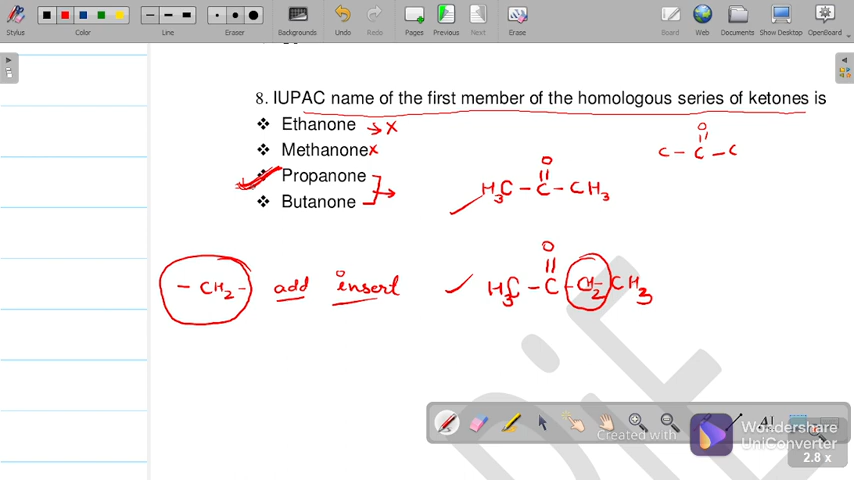 Stylus Color Line Eraser Backgrounds Undo Redo Pages Previous Next Erase Board Web Documents Show Desktop OpenBoard
8. IUPAC name of the first member of the homologous series of ketones is
❖ Ethanone → x
❖ Methanone x
Propanone
❖ Butanone
O
C - C - C
O
H3C - C - CH3
- CH2 - add insert
O
H3C - C - CH2 - CH3
Created with Wondershare
UniConverter
2.8 x